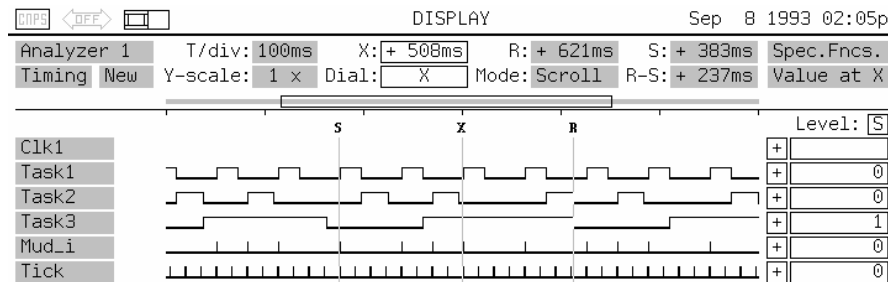 CNPS OFF DISPLAY Sep 8 1993 02:05p
Analyzer 1 T/div: 100ms X: + 508ms R: + 621ms S: + 383ms Spec.Fncs.
Timing New Y-scale: 1 x Dial: X Mode: Scroll R-S: + 237ms Value at X
S X R Level: S
Clk1 +
Task1 + 0
Task2 + 0
Task3 + 1
Mud_i + 0
Tick + 0